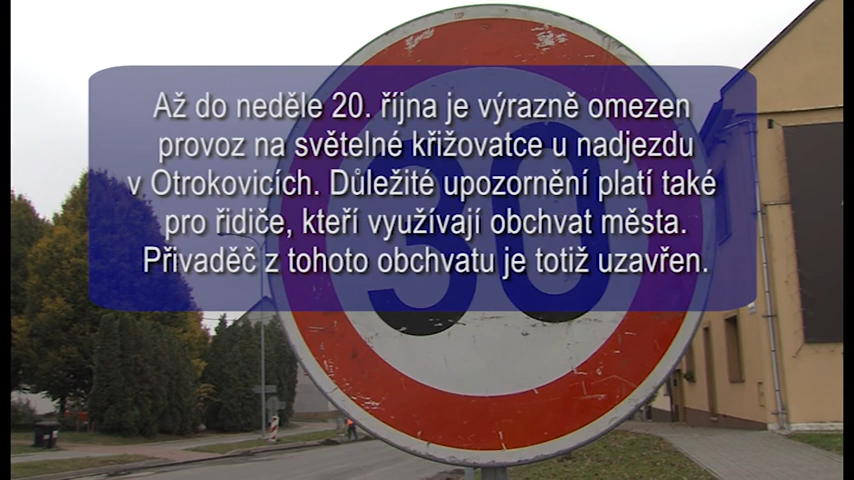 Až do neděle 20. října je výrazně omezen
provoz na světelné křižovatce u nadjezdu
v Otrokovicích. Důležité upozornění platí také
pro řidiče, kteří využívají obchvat města.
Přivaděč z tohoto obchvatu je totiž uzavřen.
30